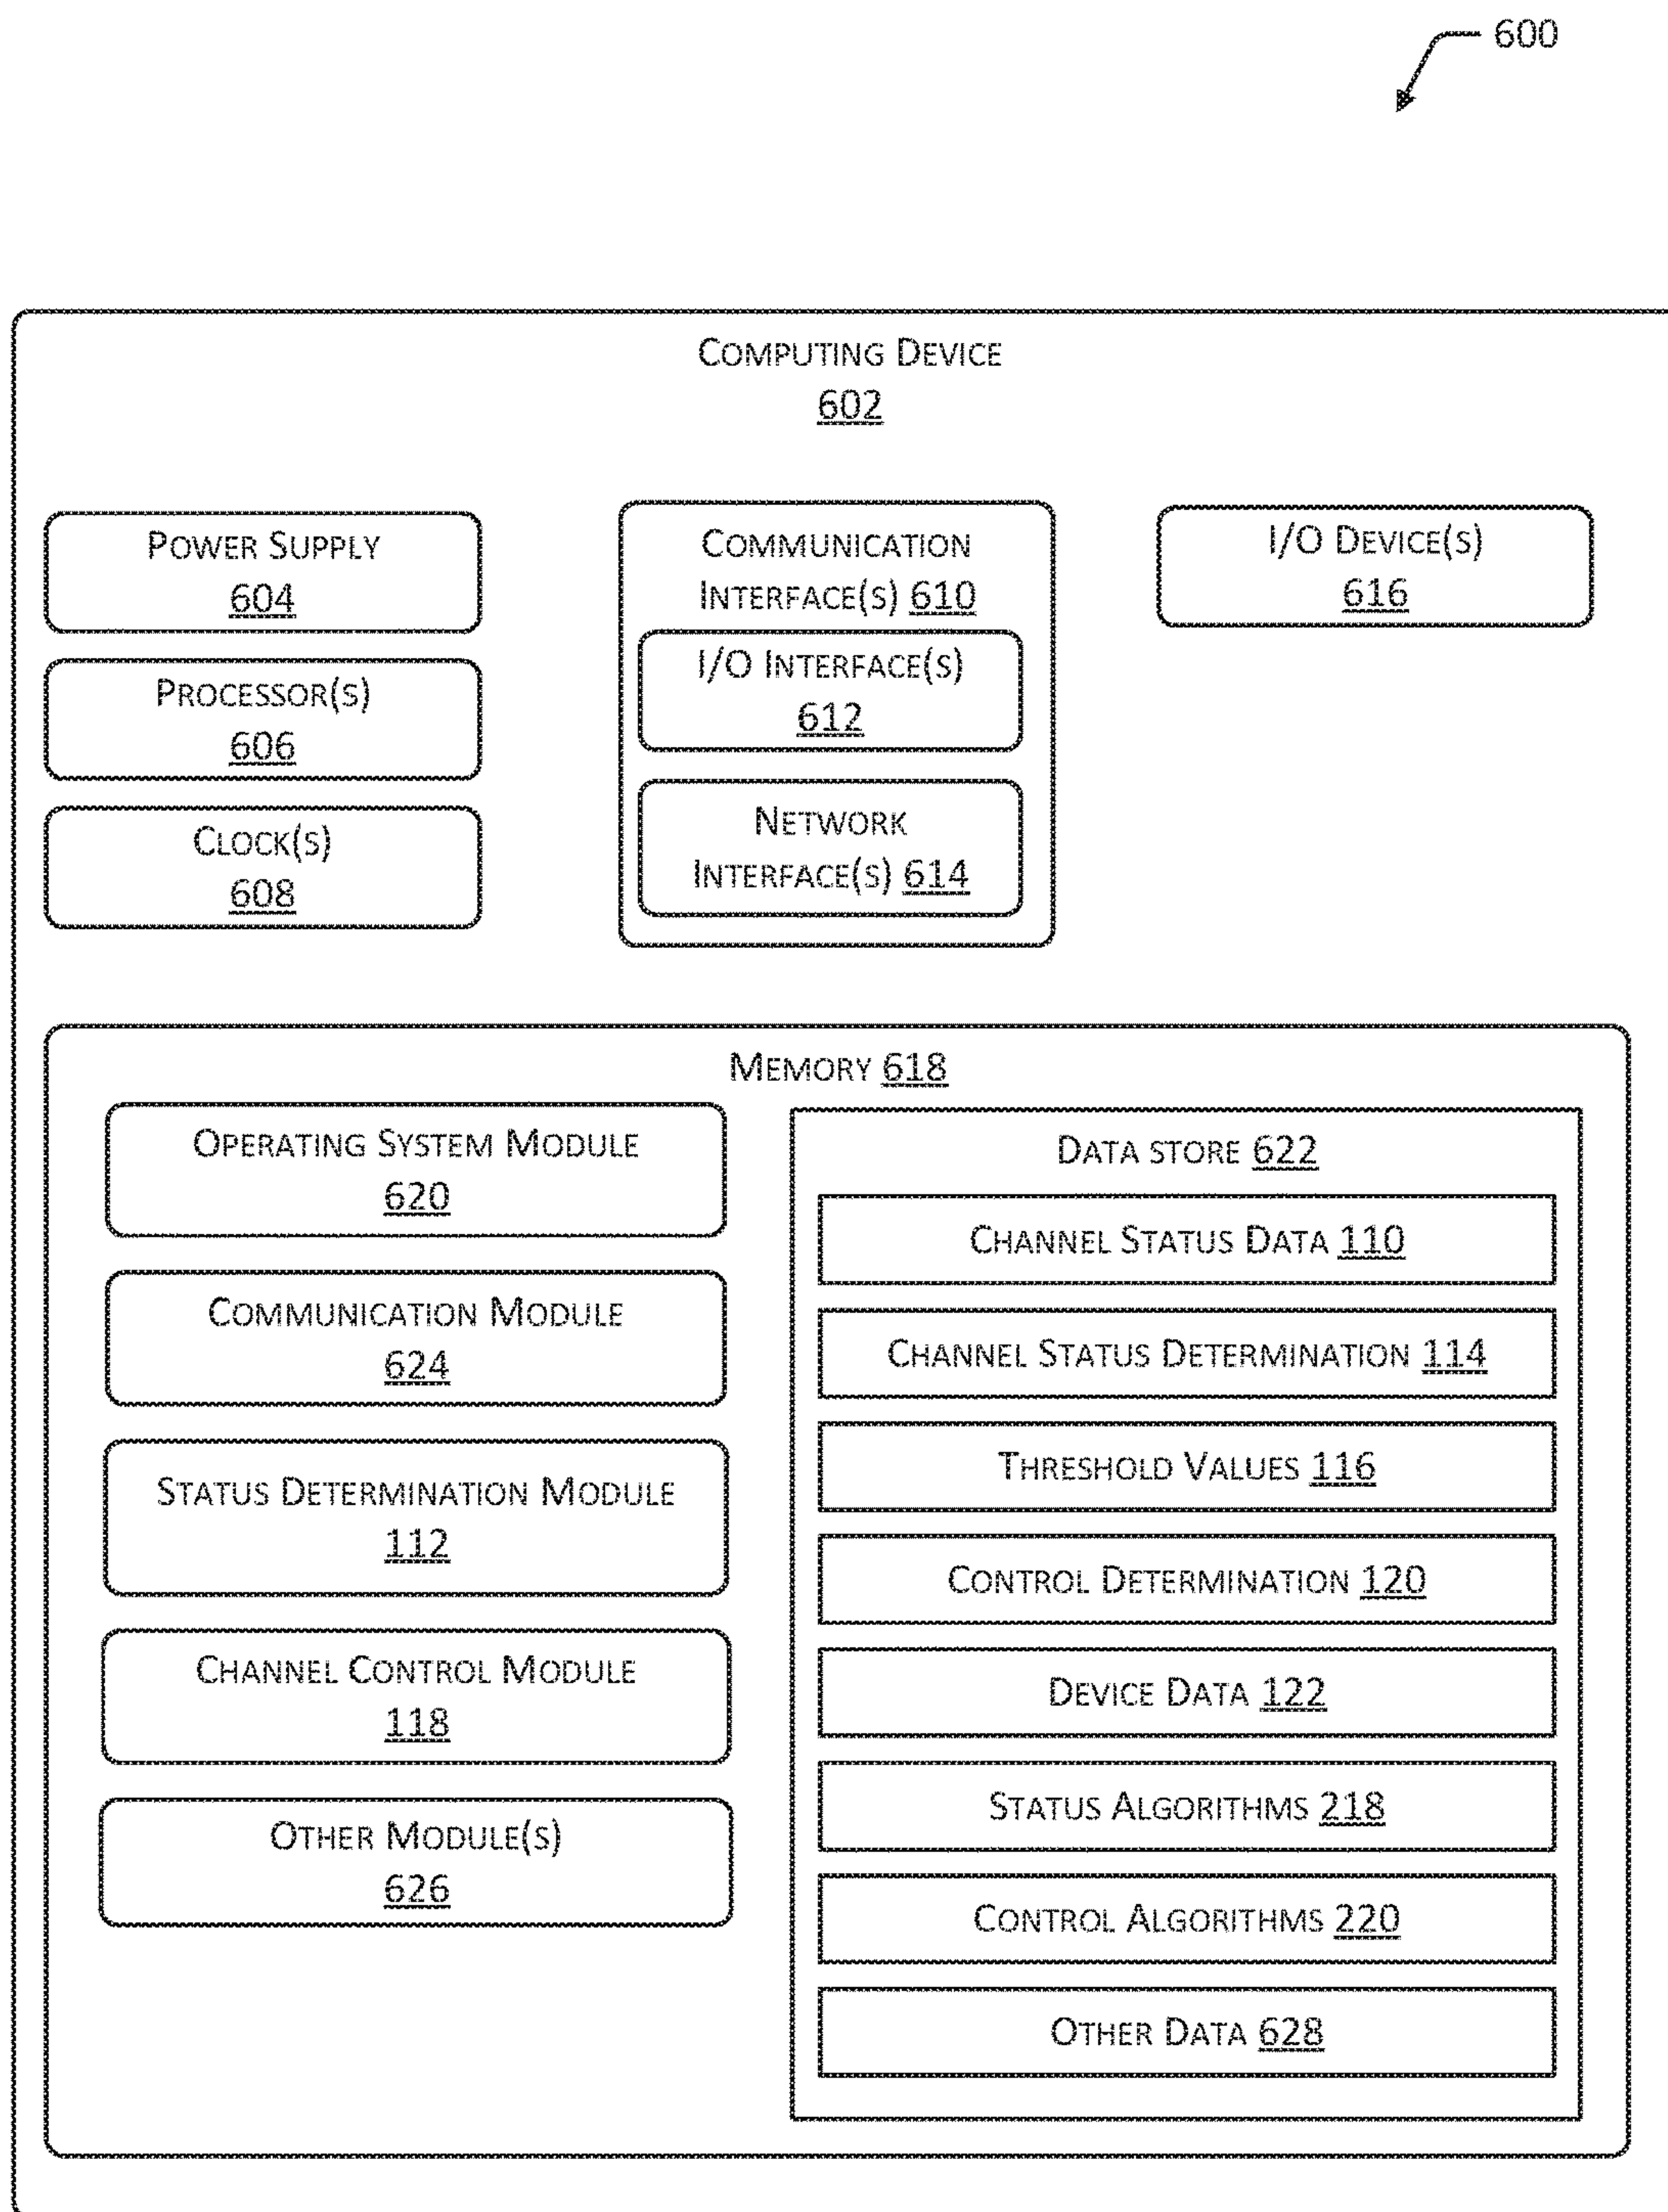 600
COMPUTING DEVICE
602
POWER SUPPLY
604
PROCESSOR(S)
606
CLOCK(S)
608
COMMUNICATION
INTERFACE(S) 610
I/O INTERFACE(S)
612
NETWORK
INTERFACE(S) 614
I/O DEVICE(S)
616
MEMORY 618
OPERATING SYSTEM MODULE
620
COMMUNICATION MODULE
624
STATUS DETERMINATION MODULE
112
CHANNEL CONTROL MODULE
118
OTHER MODULE(S)
626
DATA STORE 622
CHANNEL STATUS DATA 110
CHANNEL STATUS DETERMINATION 114
THRESHOLD VALUES 116
CONTROL DETERMINATION 120
DEVICE DATA 122
STATUS ALGORITHMS 218
CONTROL ALGORITHMS 220
OTHER DATA 628